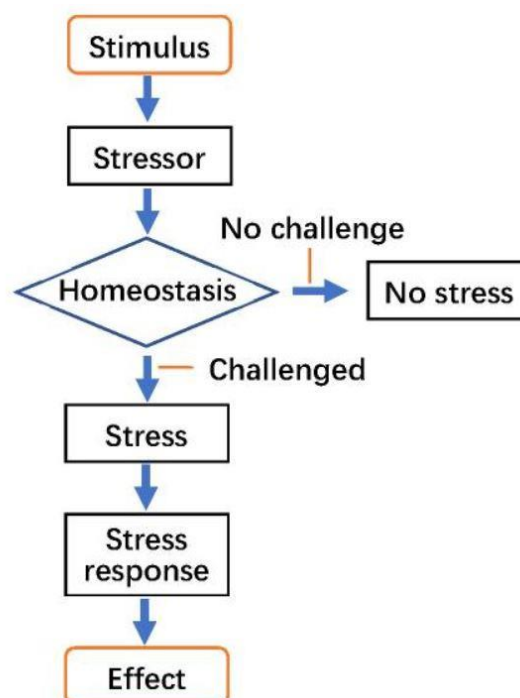 Stimulus
Stressor
No challenge
Homeostasis
No stress
Challenged
Stress
Stress
response
Effect